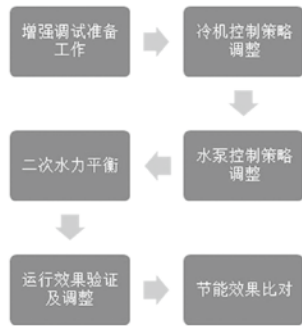 增强调试准备
工作
冷机控制策略
调整
水泵控制策略
调整
二次水力平衡
运行效果验证
及调整
节能效果比对